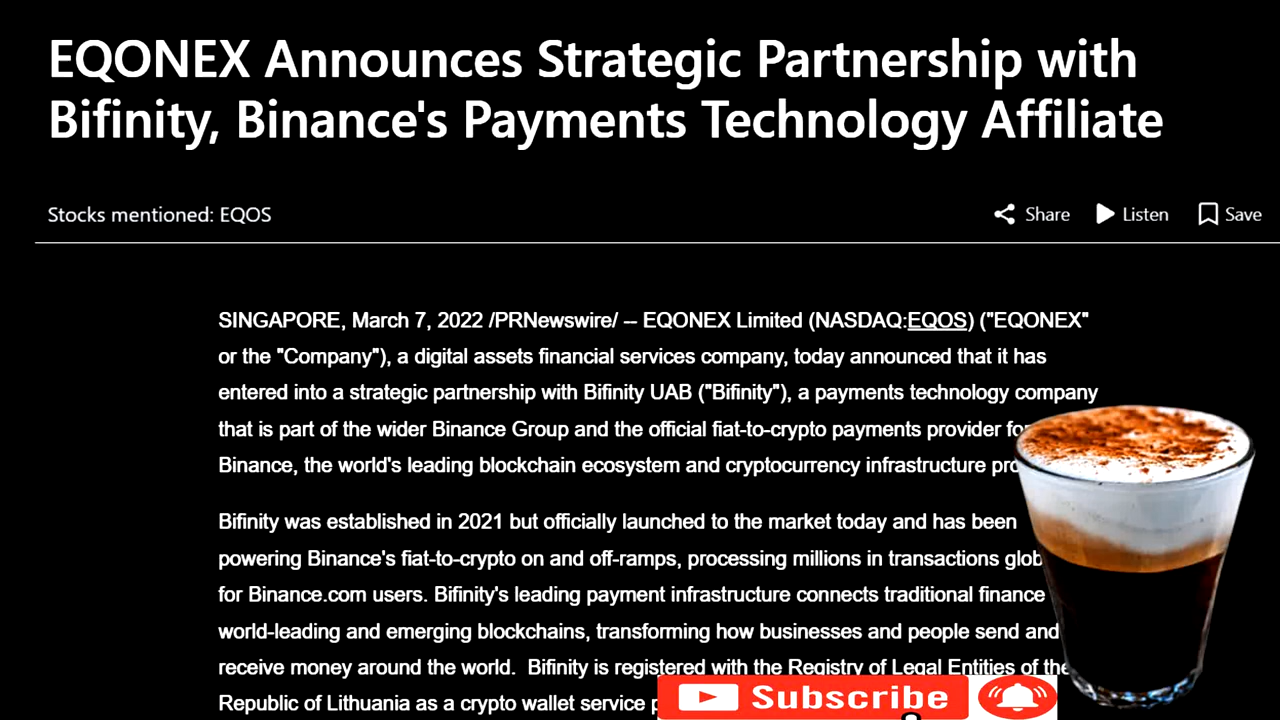 EQONEX Announces Strategic Partnership with
Bifinity, Binance's Payments Technology Affiliate
Stocks mentioned: EQOS
Share
Listen
Save
SINGAPORE, March 7, 2022 /PRNewswire/ -- EQONEX Limited (NASDAQ:EQOS) ("EQONEX"
or the "Company"), a digital assets financial services company, today announced that it has
entered into a strategic partnership with Bifinity UAB ("Bifinity"), a payments technology company
that is part of the wider Binance Group and the official fiat-to-crypto payments provider
Binance, the world's leading blockchain ecosystem and cryptocurrency infrastructure
Bifinity was established in 2021 but officially launched to the market today and has been
powering Binance's fiat-to-crypto on and off-ramps, processing millions in transactions
for Binance.com users. Bifinity's leading payment infrastructure connects traditional finance
world-leading and emerging blockchains, transforming how businesses and people send and
receive money around the world. Bifinity is registered with the Registry of Legal Entities of the
Republic of Lithuania as a crypto wallet service
Subscribe